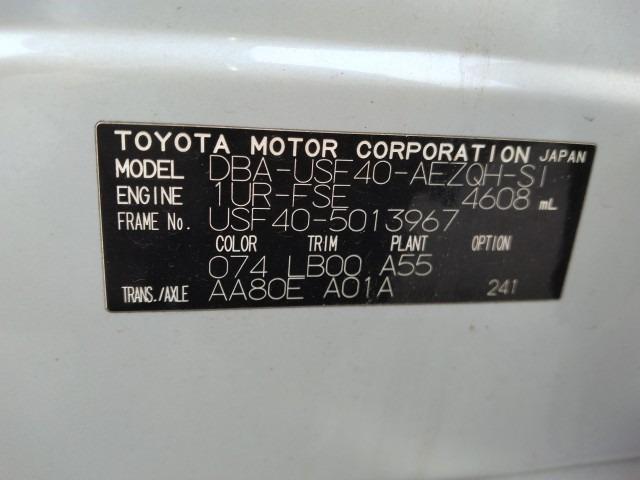 TOYOTA MOTOR CORPORATION JAPAN
MODEL DBA-USF40-AEZQH-SI
ENGINE 1UR-FSE 4608 mL
FRAME No. USF40-5013967
COLOR TRIM PLANT OPTION
074 LB00 A55
TRANS./AXLE AA80E A01A 241